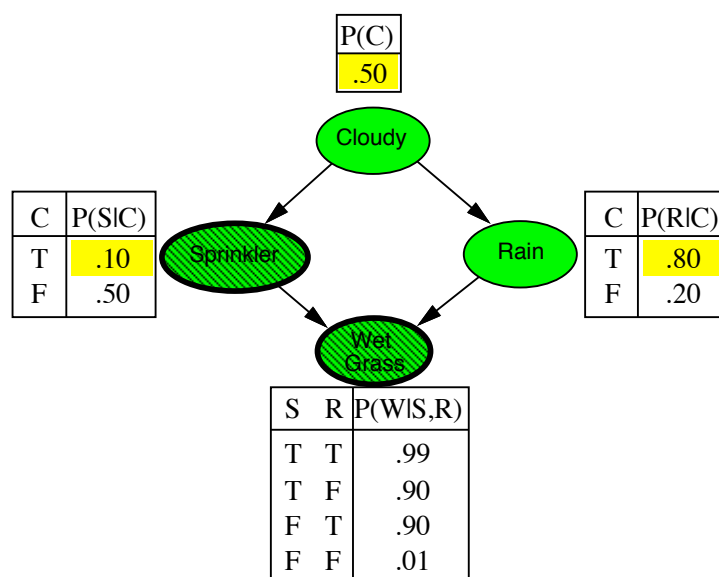 P(C)
.50
Cloudy
C P(S|C)
T .10
F .50
Sprinkler
Rain
C P(R|C)
T .80
F .20
Wet
Grass
S R P(W|S,R)
T T .99
T F .90
F T .90
F F .01